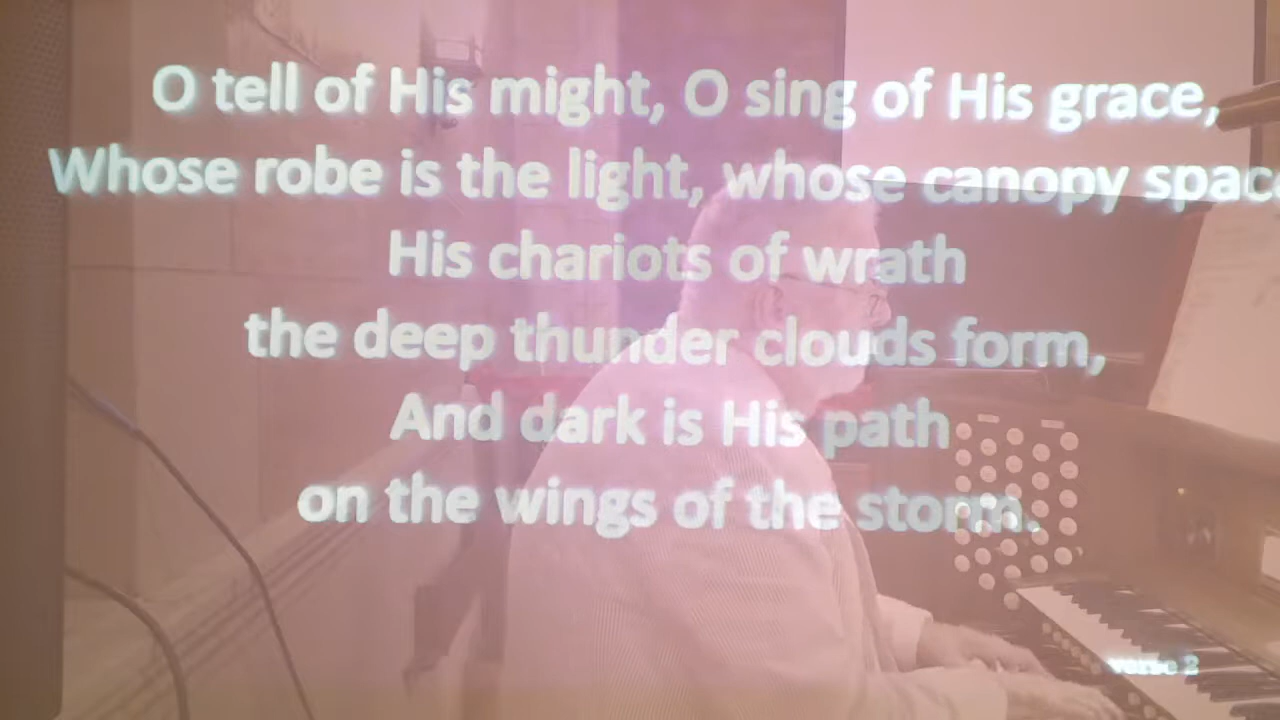 O tell of His might, O sing of His grace,
Whose robe is the light, whose canopy space
His chariots of wrath
the deep thunder clouds form,
And dark is His path
on the wings of the storm.
verse 2